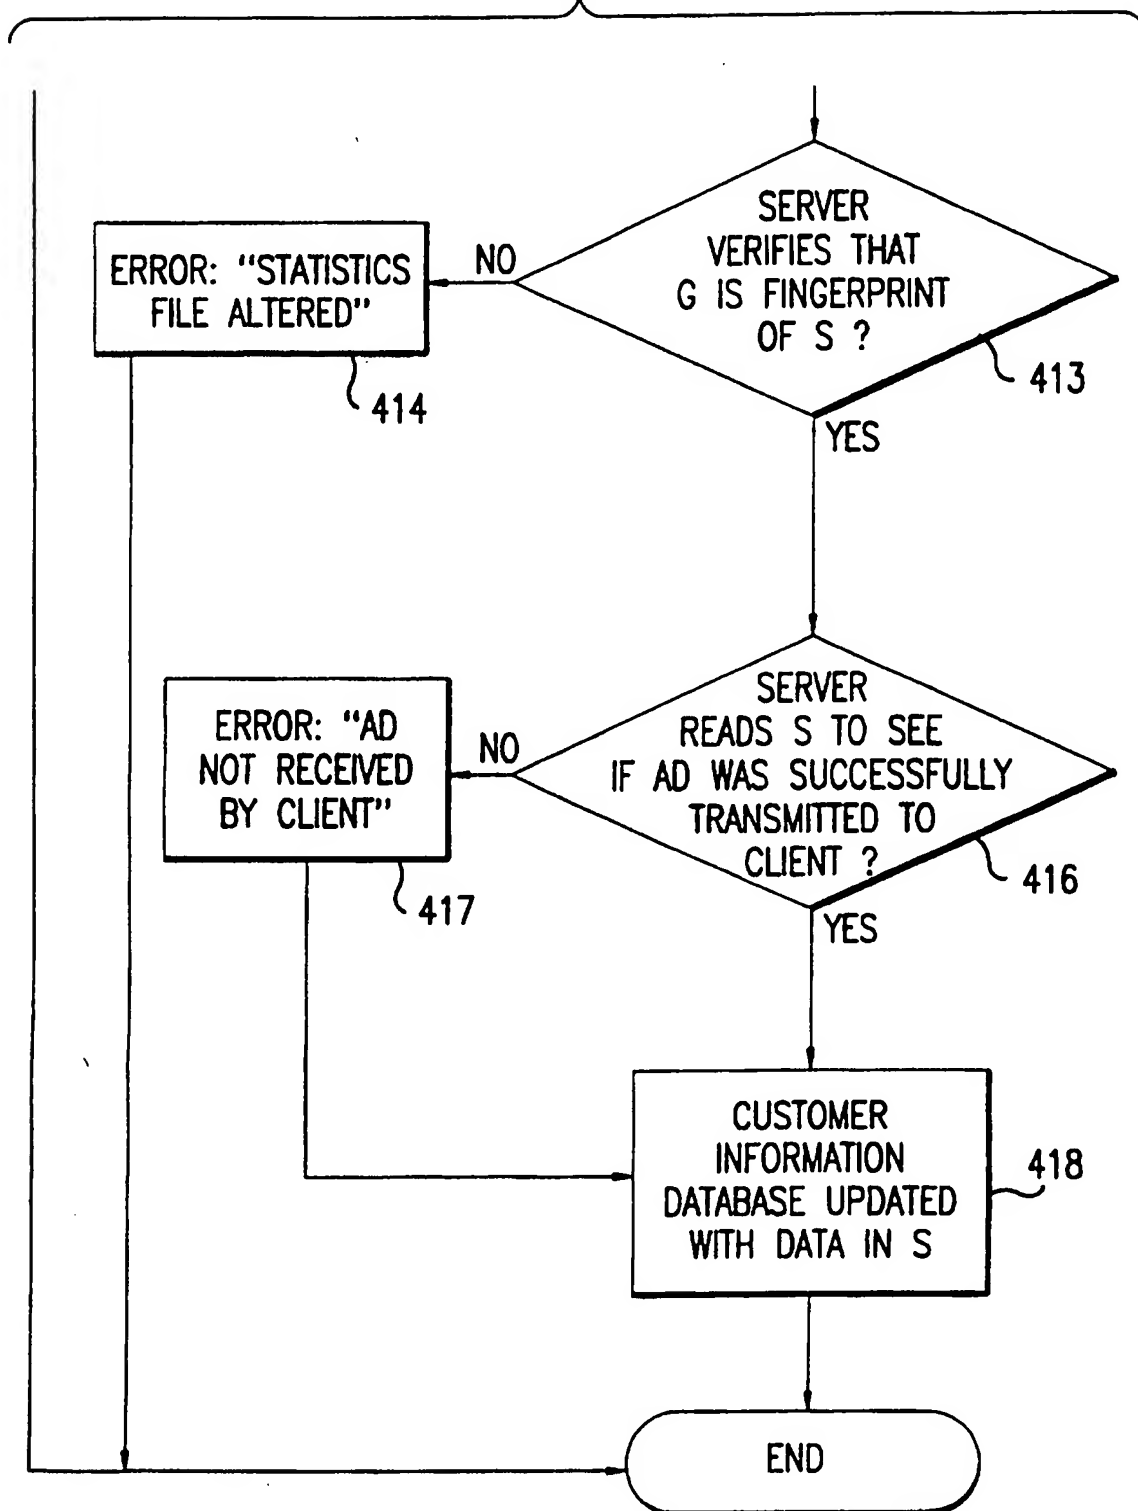 SERVER
VERIFIES THAT
G IS FINGERPRINT
OF S ?
413
NO
ERROR: "STATISTICS
FILE ALTERED"
414
YES
SERVER
READS S TO SEE
IF AD WAS SUCCESSFULLY
TRANSMITTED TO
CLIENT ?
416
NO
ERROR: "AD
NOT RECEIVED
BY CLIENT"
417
YES
CUSTOMER
INFORMATION
DATABASE UPDATED
WITH DATA IN S
418
END